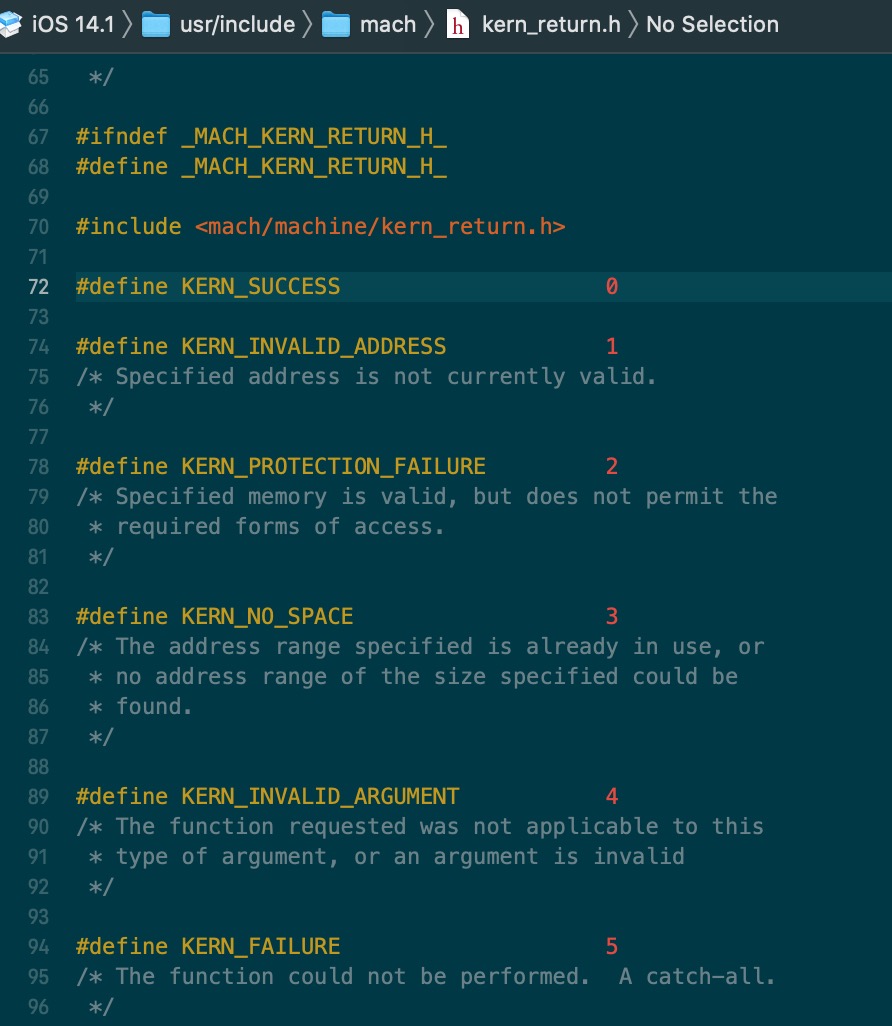 iOS 14.1 〉 usr/include 〉 mach 〉 h kern_return.h 〉 No Selection
65 */
66
67 #ifndef _MACH_KERN_RETURN_H_
68 #define _MACH_KERN_RETURN_H_
69
70 #include <mach/machine/kern_return.h>
71
72 #define KERN_SUCCESS 0
73
74 #define KERN_INVALID_ADDRESS 1
75 /* Specified address is not currently valid.
76 */
77
78 #define KERN_PROTECTION_FAILURE 2
79 /* Specified memory is valid, but does not permit the
80 * required forms of access.
81 */
82
83 #define KERN_NO_SPACE 3
84 /* The address range specified is already in use, or
85 * no address range of the size specified could be
86 * found.
87 */
88
89 #define KERN_INVALID_ARGUMENT 4
90 /* The function requested was not applicable to this
91 * type of argument, or an argument is invalid
92 */
93
94 #define KERN_FAILURE 5
95 /* The function could not be performed.  A catch-all.
96 */